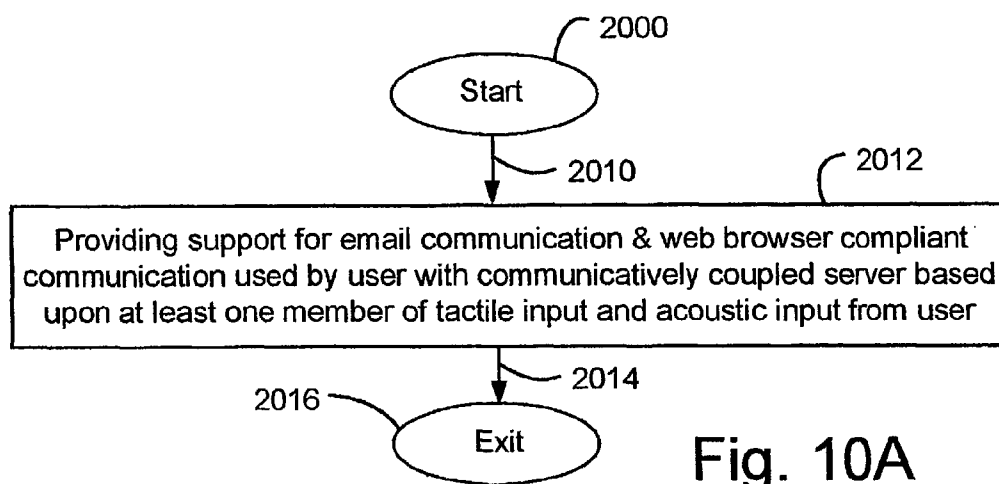 2000
Start
2010
2012
Providing support for email communication & web browser compliant
communication used by user with communicatively coupled server based
upon at least one member of tactile input and acoustic input from user
2014
2016
Exit
Fig. 10A